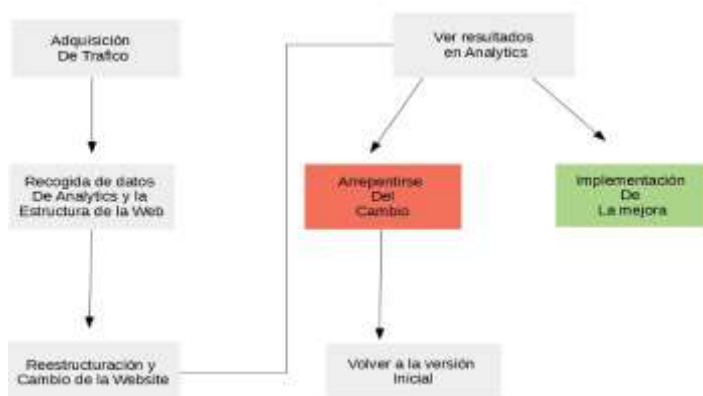 Adquisición
De Trafico
Ver resultados
en Analytics
Recogida de datos
De Analytics y la
Estructura de la Web
Arrepentirse
Del
Cambio
Implementación
De
La mejora
Reestructuración y
Cambio de la Website
Volver a la versión
Inicial